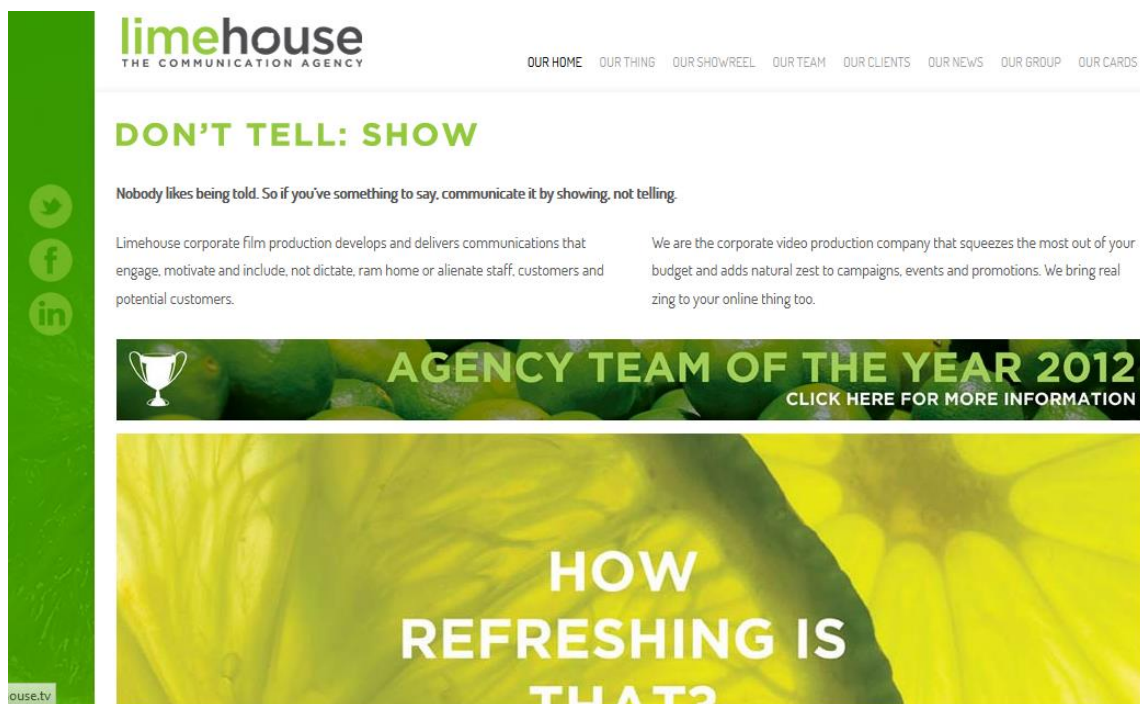 limehouse
THE COMMUNICATION AGENCY
OUR HOME OUR THING OUR SHOWREEL OUR TEAM OUR CLIENTS OUR NEWS OUR GROUP OUR CARDS
DON'T TELL: SHOW
Nobody likes being told. So if you've something to say, communicate it by showing, not telling.
Limehouse corporate film production develops and delivers communications that
engage, motivate and include, not dictate, ram home or alienate staff, customers and
potential customers.
We are the corporate video production company that squeezes the most out of your
budget and adds natural zest to campaigns, events and promotions. We bring real
zing to your online thing too.
AGENCY TEAM OF THE YEAR 2012
CLICK HERE FOR MORE INFORMATION
HOW
REFRESHING IS
THAT?
f
in
ouse.tv